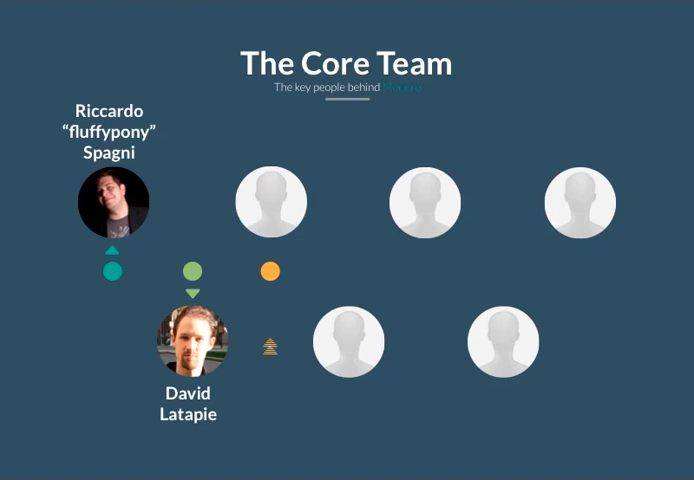 The Core Team
The key people behind
Riccardo
“fluffypony”
Spagni
David
Latapie